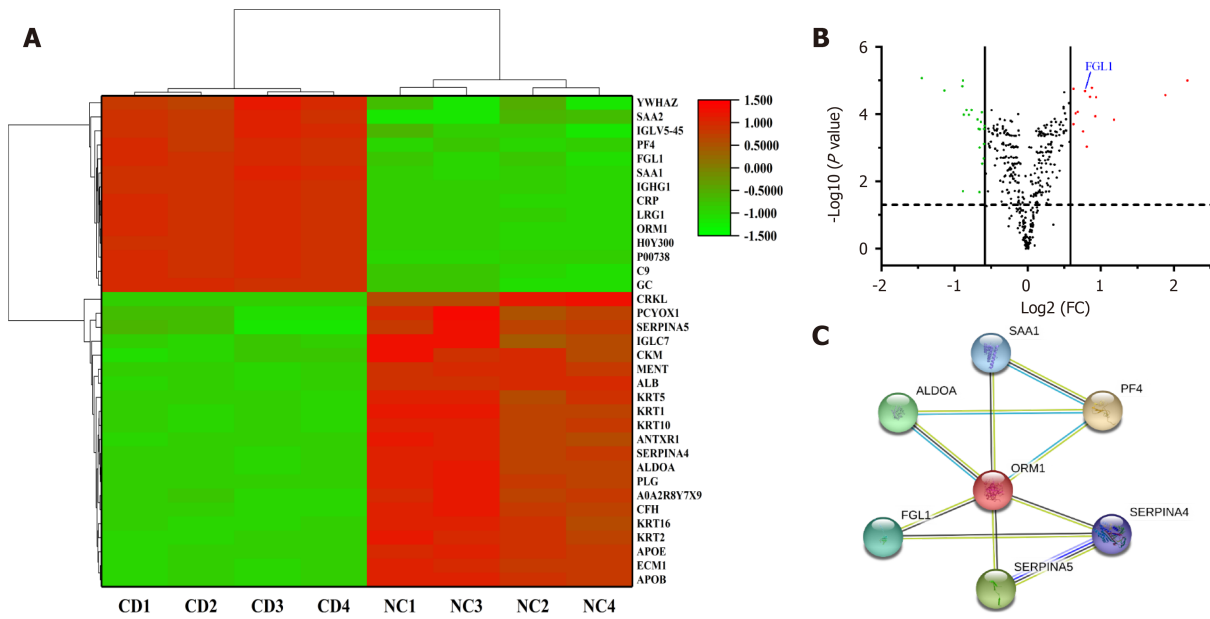 A
YWHAZ
SAA2
IGLV5-45
PF4
FGL1
SAA1
IGHG1
CRP
LRG1
ORM1
H0Y300
P00738
C9
GC
CRKL
PCYOX1
SERPINA5
IGLC7
CKM
MENT
ALB
KRT5
KRT1
KRT10
ANTXR1
SERPINA4
ALDOA
PLG
A0A2R8Y7X9
CFH
KRT16
KRT2
APOE
ECM1
APOB
CD1 CD2 CD3 CD4 NC1 NC3 NC2 NC4
1.500
1.000
0.5000
0.000
-0.5000
-1.000
-1.500
B
-Log10 (P value)
6
4
2
0
FGL1
-2 -1 0 1 2
Log2 (FC)
C
SAA1
ALDOA
PF4
ORM1
FGL1
SERPINA4
SERPINA5